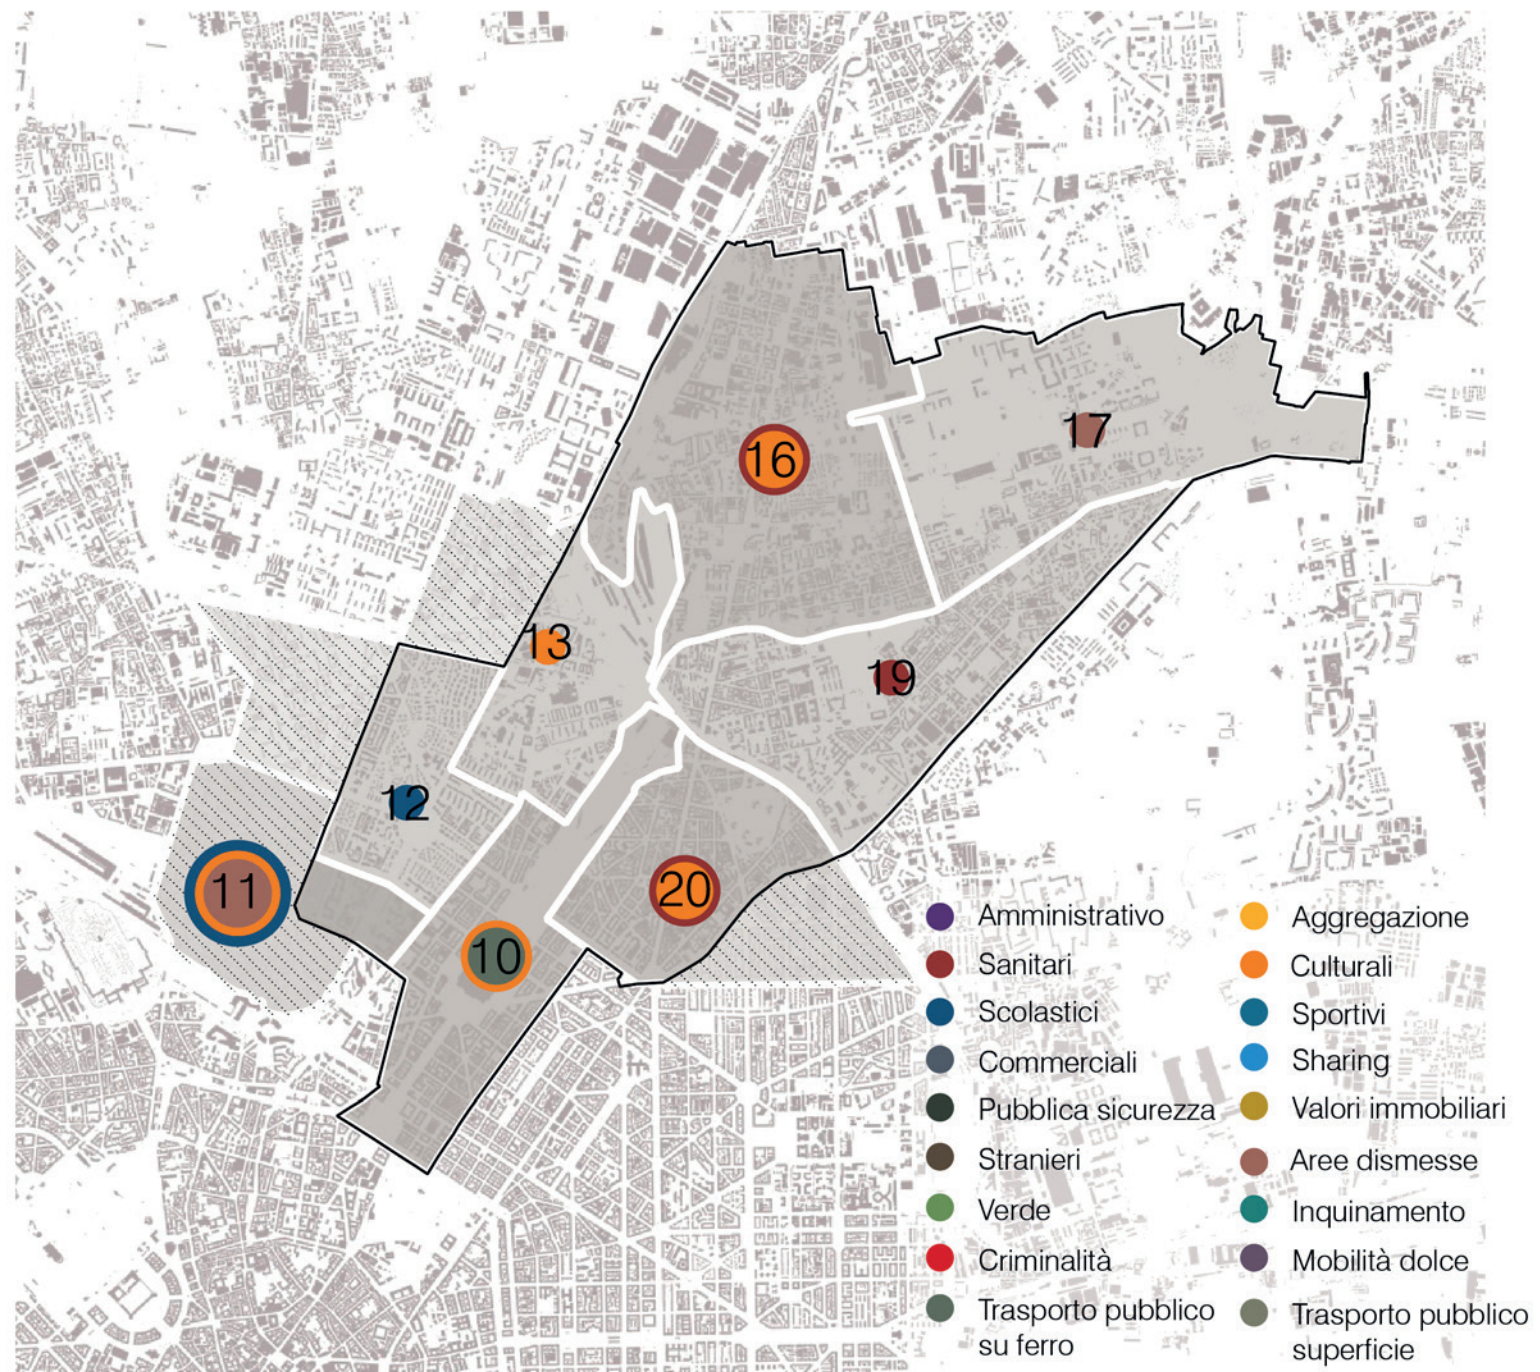 16
17
13
19
12
11
20
10
Amministrativo
Sanitari
Scolastici
Commerciali
Pubblica sicurezza
Stranieri
Verde
Criminalità
Trasporto pubblico
su ferro
Aggregazione
Culturali
Sportivi
Sharing
Valori immobiliari
Aree dismesse
Inquinamento
Mobilità dolce
Trasporto pubblico
superficie